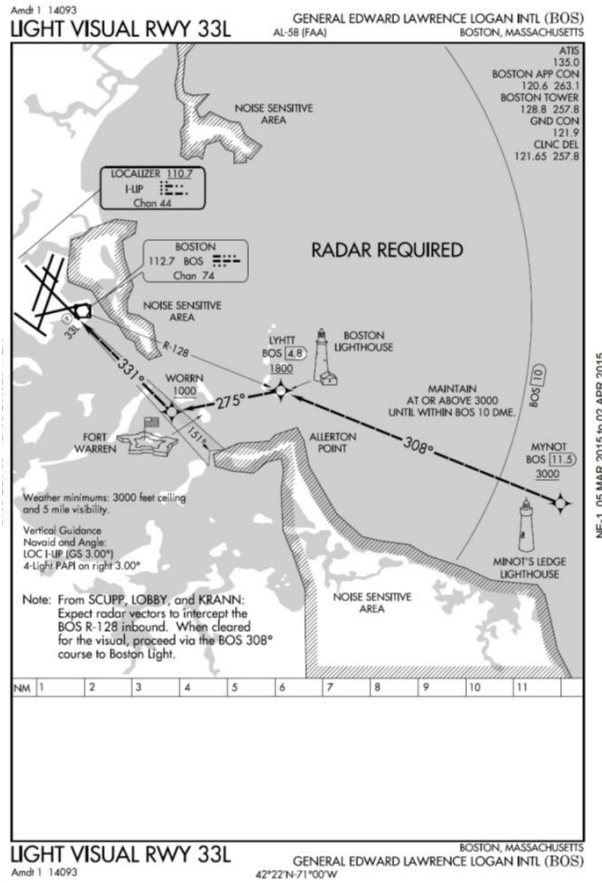 Amdt 1 14093
LIGHT VISUAL RWY 33L
AL-58 (FAA)
GENERAL EDWARD LAWRENCE LOGAN INTL (BOS)
BOSTON, MASSACHUSETTS
ATIS
135.0
BOSTON APP CON
120.6 263.1
BOSTON TOWER
128.8 257.8
GND CON
121.9
CLNC DEL
121.65 257.8
NOISE SENSITIVE
AREA
LOCALIZER 110.7
I-LIP
Chan 44
BOSTON
112.7 BOS
Chan 74
RADAR REQUIRED
NOISE SENSITIVE
AREA
33L
R-128
LYHTT
BOS 4.8
1800
BOSTON
LIGHTHOUSE
331°
WORRN
1000
275°
MAINTAIN
AT OR ABOVE 3000
UNTIL WITHIN BOS 10 DME.
BOS 10
FORT
WARREN
151°
ALLERTON
POINT
308°
MYNOT
BOS 11.5
3000
Weather minimums: 3000 feet ceiling
and 5 mile visibility.
Vertical Guidance
Navaid and Angle:
LOC I-LIP (GS 3.00°)
4-Light PAPI on right 3.00°
MINOT'S LEDGE
LIGHTHOUSE
Note: From SCUPP, LOBBY, and KRANN:
Expect radar vectors to intercept the
BOS R-128 inbound. When cleared
for the visual, proceed via the BOS 308°
course to Boston Light.
NOISE SENSITIVE
AREA
NM 1 2 3 4 5 6 7 8 9 10 11
NE-1, 05 MAR 2015 to 02 APR 2015
LIGHT VISUAL RWY 33L
Amdt 1 14093
42°22'N-71°00'W
BOSTON, MASSACHUSETTS
GENERAL EDWARD LAWRENCE LOGAN INTL (BOS)